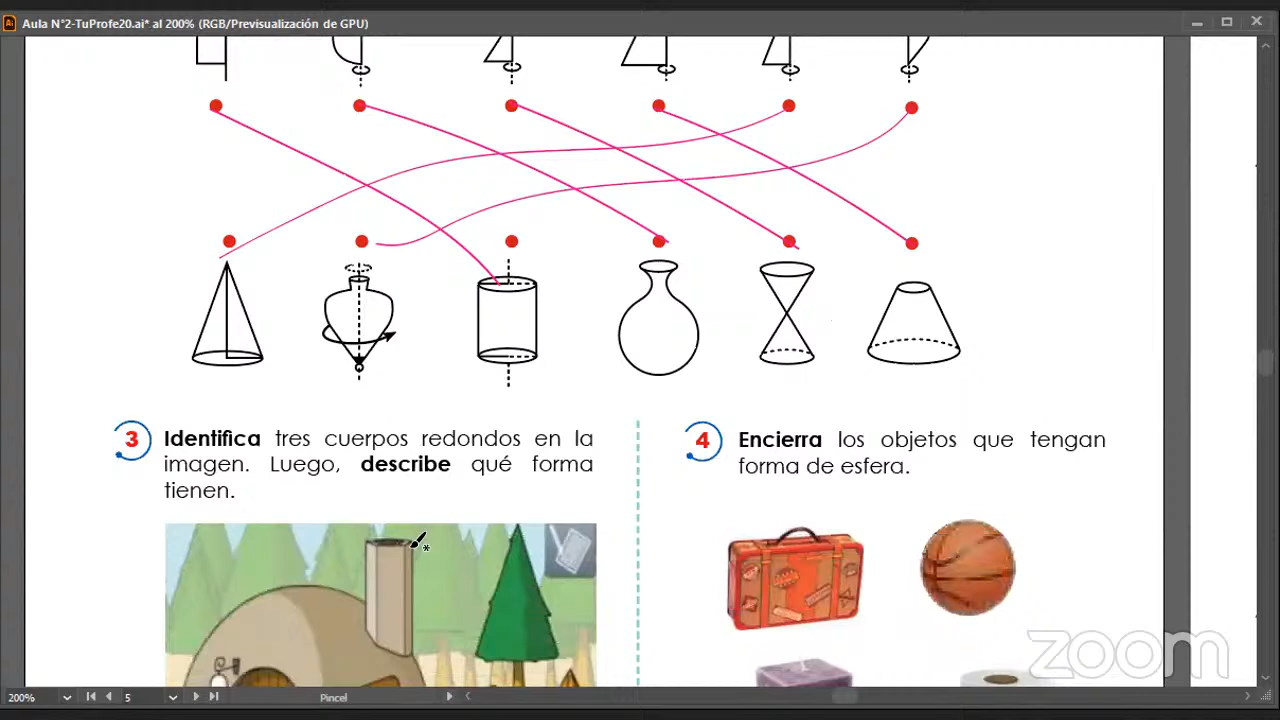 Aula N°2-TuProfe20.ai* al 200% (RGB/Previsualización de GPU)
3 Identifica tres cuerpos redondos en la
imagen. Luego, describe qué forma
tienen.
4 Encierra los objetos que tengan
forma de esfera.
zoom
200% 5 Pincel